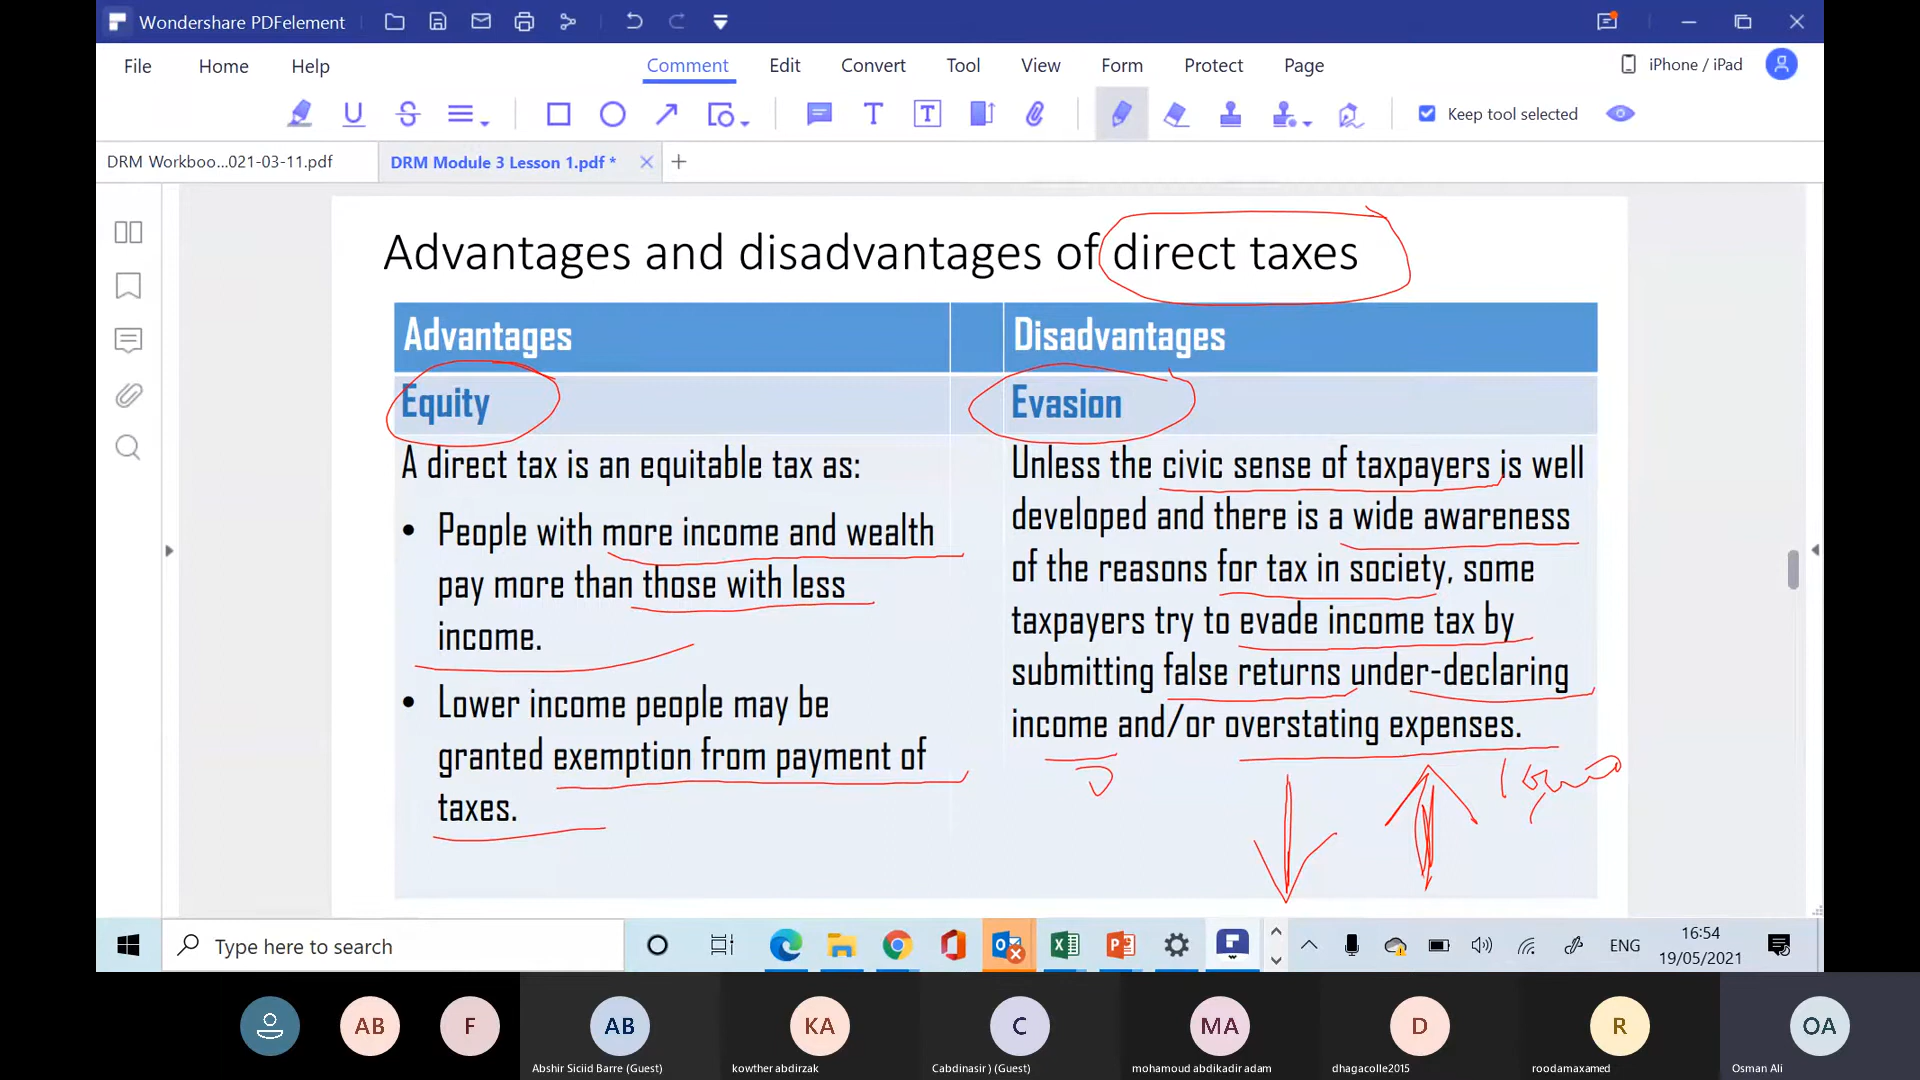 Wondershare PDFelement
File Home Help Comment Edit Convert Tool View Form Protect Page iPhone / iPad
Keep tool selected
DRM Workboo...021-03-11.pdf DRM Module 3 Lesson 1.pdf *
Advantages and disadvantages of direct taxes
Advantages
Equity
A direct tax is an equitable tax as:
• People with more income and wealth
pay more than those with less
income.
• Lower income people may be
granted exemption from payment of
taxes.
Disadvantages
Evasion
Unless the civic sense of taxpayers is well
developed and there is a wide awareness
of the reasons for tax in society, some
taxpayers try to evade income tax by
submitting false returns under-declaring
income and/or overstating expenses.
Type here to search
ENG
16:54
19/05/2021
AB F AB KA C MA D R OA
Abshir Siciid Barre (Guest) kowther abdirzak Cabdinasir ) (Guest) mohamoud abdikadir adam dhagacolle2015 roodamaxamed Osman Ali